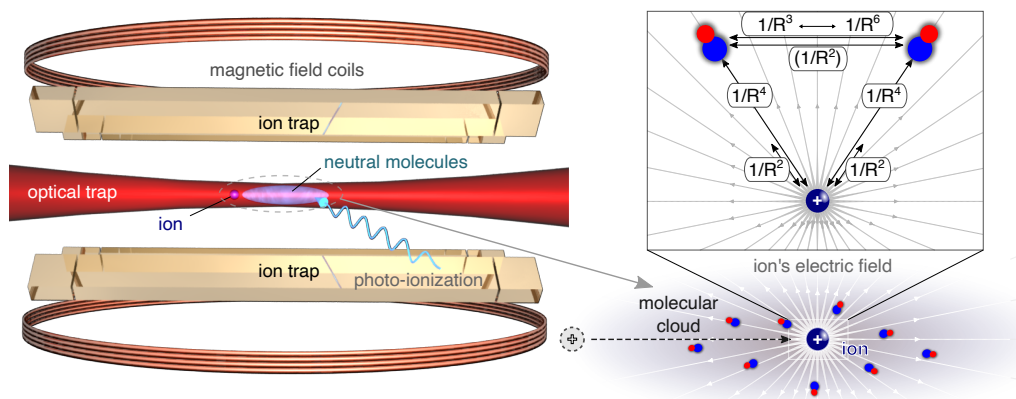 magnetic field coils
ion trap
neutral molecules
optical trap
ion
ion trap
photo-ionization
1/R³ ⟷ 1/R⁶
(1/R²)
1/R⁴ 1/R⁴
1/R² 1/R²
+
ion's electric field
molecular
cloud
+
+
ion